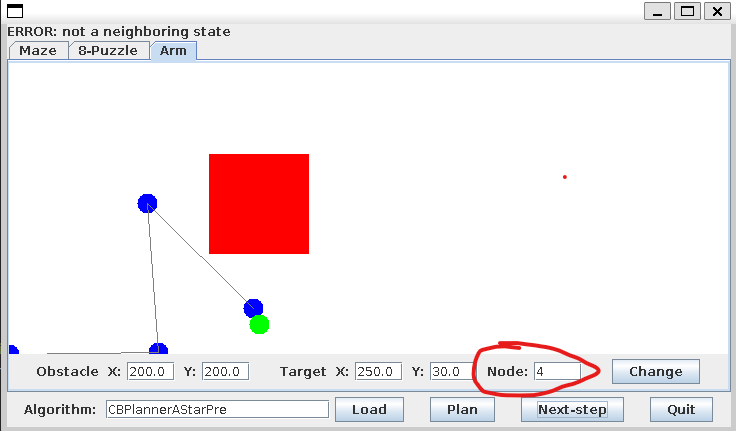 ERROR: not a neighboring state
Maze 8-Puzzle Arm
Obstacle X: 200.0 Y: 200.0 Target X: 250.0 Y: 30.0 Node: 4 Change
Algorithm: CBPlannerAStarPre Load Plan Next-step Quit